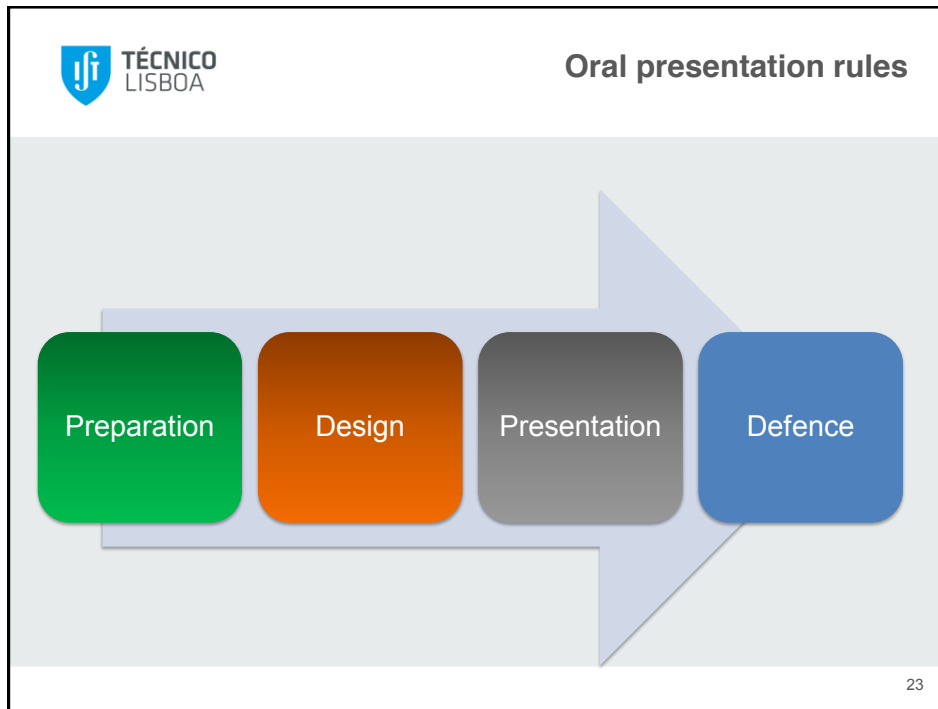 TÉCNICO
LISBOA
Oral presentation rules
Preparation
Design
Presentation
Defence
23